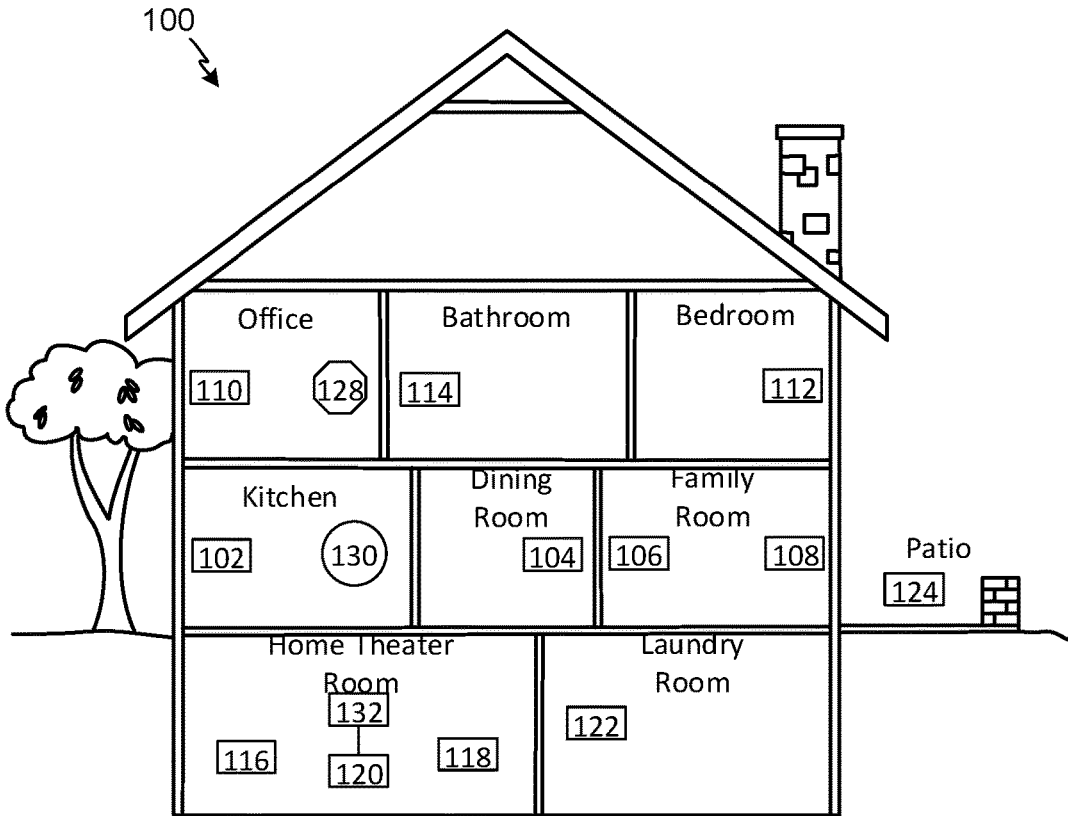 100
Office
Bathroom
Bedroom
110
128
114
112
Kitchen
Dining
Room
Family
Room
102
130
104
106
108
Patio
124
Home Theater
Room
Laundry
Room
132
116
120
118
122